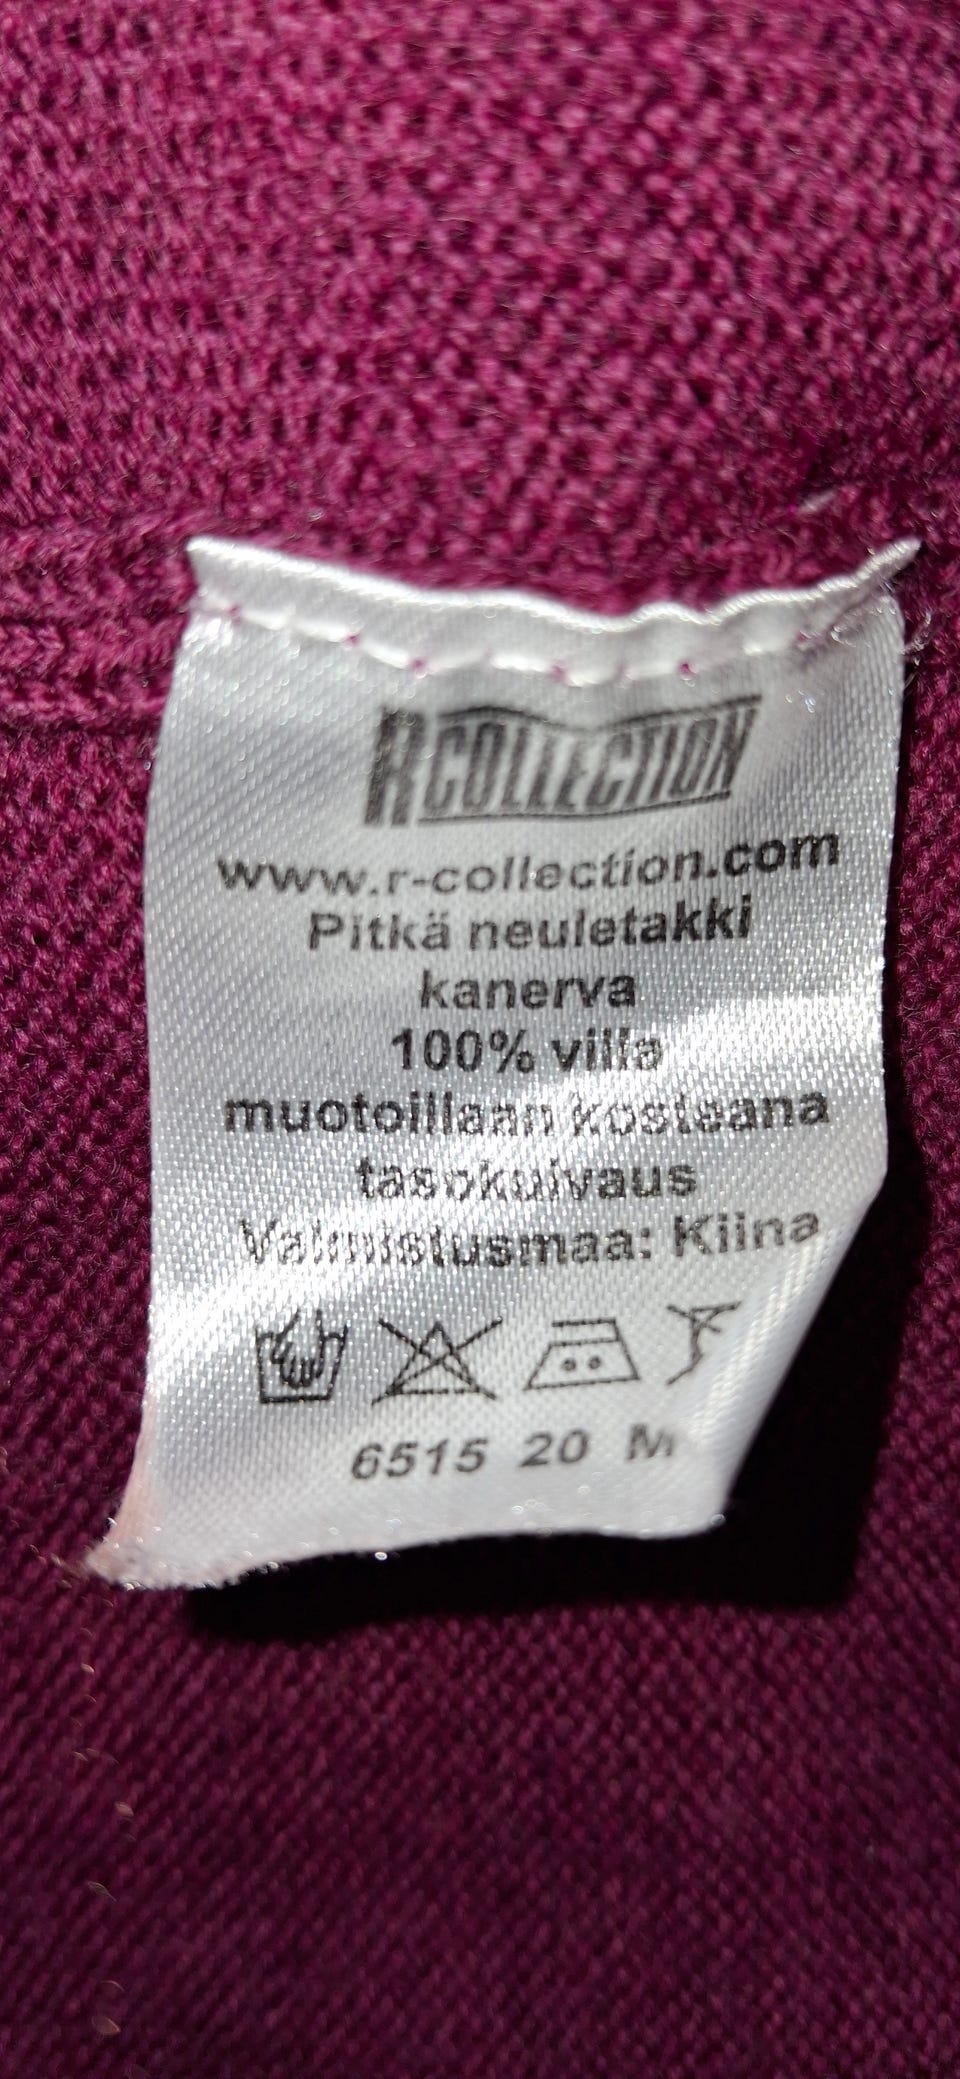 RCOLLECTION
www.r-collection.com
Pitkä neuletakki
kanerva
100% villa
muotoillaan kosteana
tasokuivaus
Valmistusmaa: Kiina
6515 20 M